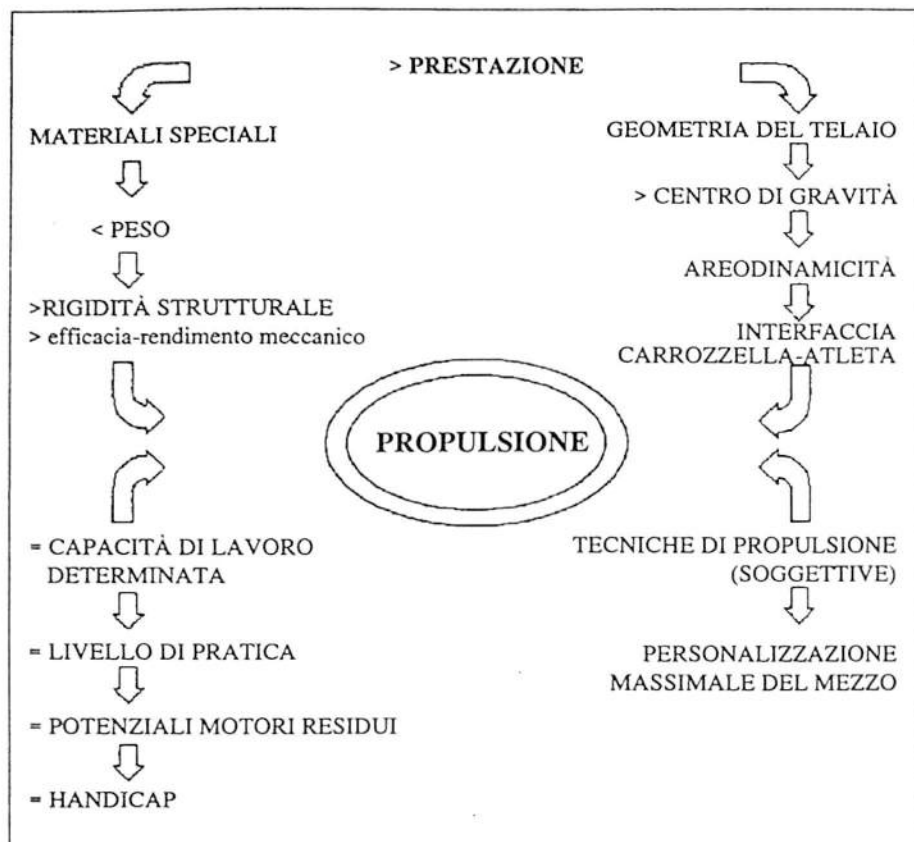 > PRESTAZIONE
MATERIALI SPECIALI
< PESO
>RIGIDITÀ STRUTTURALE
> efficacia-rendimento meccanico
GEOMETRIA DEL TELAIO
> CENTRO DI GRAVITÀ
AREODINAMICITÀ
INTERFACCIA
CARROZZELLA-ATLETA
PROPULSIONE
= CAPACITÀ DI LAVORO
DETERMINATA
= LIVELLO DI PRATICA
= POTENZIALI MOTORI RESIDUI
= HANDICAP
TECNICHE DI PROPULSIONE
(SOGGETTIVE)
PERSONALIZZAZIONE
MASSIMALE DEL MEZZO